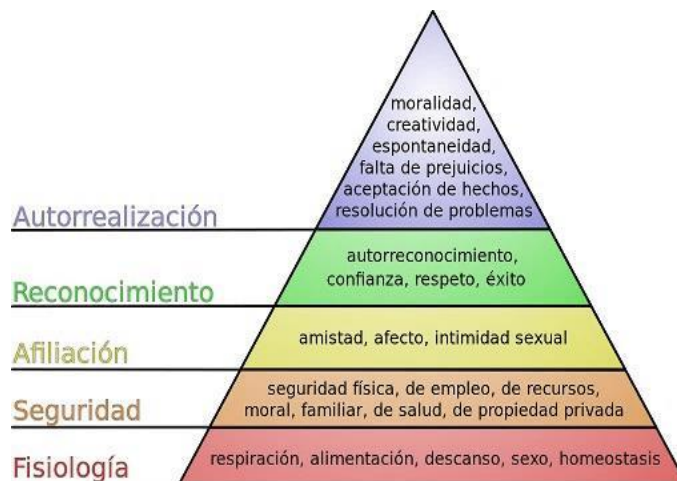 moralidad,
creatividad,
espontaneidad,
falta de prejuicios,
aceptación de hechos,
resolución de problemas
Autorrealización
autorreconocimiento,
confianza, respeto, éxito
Reconocimiento
amistad, afecto, intimidad sexual
Afiliación
seguridad física, de empleo, de recursos,
moral, familiar, de salud, de propiedad privada
Seguridad
respiración, alimentación, descanso, sexo, homeostasis
Fisiología